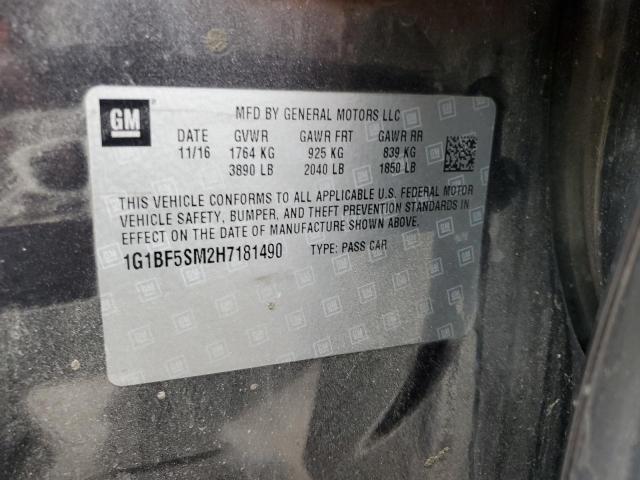 GM
MFD BY GENERAL MOTORS LLC
DATE GVWR GAWR FRT GAWR RR
11/16 1764 KG 925 KG 839 KG
3890 LB 2040 LB 1850 LB
THIS VEHICLE CONFORMS TO ALL APPLICABLE U.S. FEDERAL MOTOR
VEHICLE SAFETY, BUMPER, AND THEFT PREVENTION STANDARDS IN
EFFECT ON THE DATE OF MANUFACTURE SHOWN ABOVE.
1G1BF5SM2H7181490 TYPE: PASS CAR